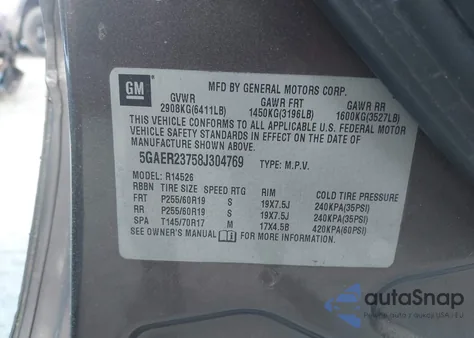 GM
MFD BY GENERAL MOTORS CORP.
GVWR GAWR FRT GAWR RR
2908KG(6411LB) 1450KG(3196LB) 1600KG(3527LB)
THIS VEHICLE CONFORMS TO ALL APPLICABLE U.S. FEDERAL
MOTOR VEHICLE SAFETY STANDARDS IN EFFECT ON THE DATE OF
MANUFACTURE SHOWN ABOVE.
5GAER23758J304769 TYPE: M.P.V.
MODEL: R14526
RBBN TIRE SIZE SPEED RTG RIM COLD TIRE PRESSURE
FRT P255/60R19 S 19X7.5J 240KPA(35PSI)
RR P255/60R19 S 19X7.5J 240KPA(35PSI)
SPA T145/70R17 M 17X4.5B 420KPA(60PSI)
SEE OWNER'S MANUAL FOR MORE INFORMATION
autoSnap